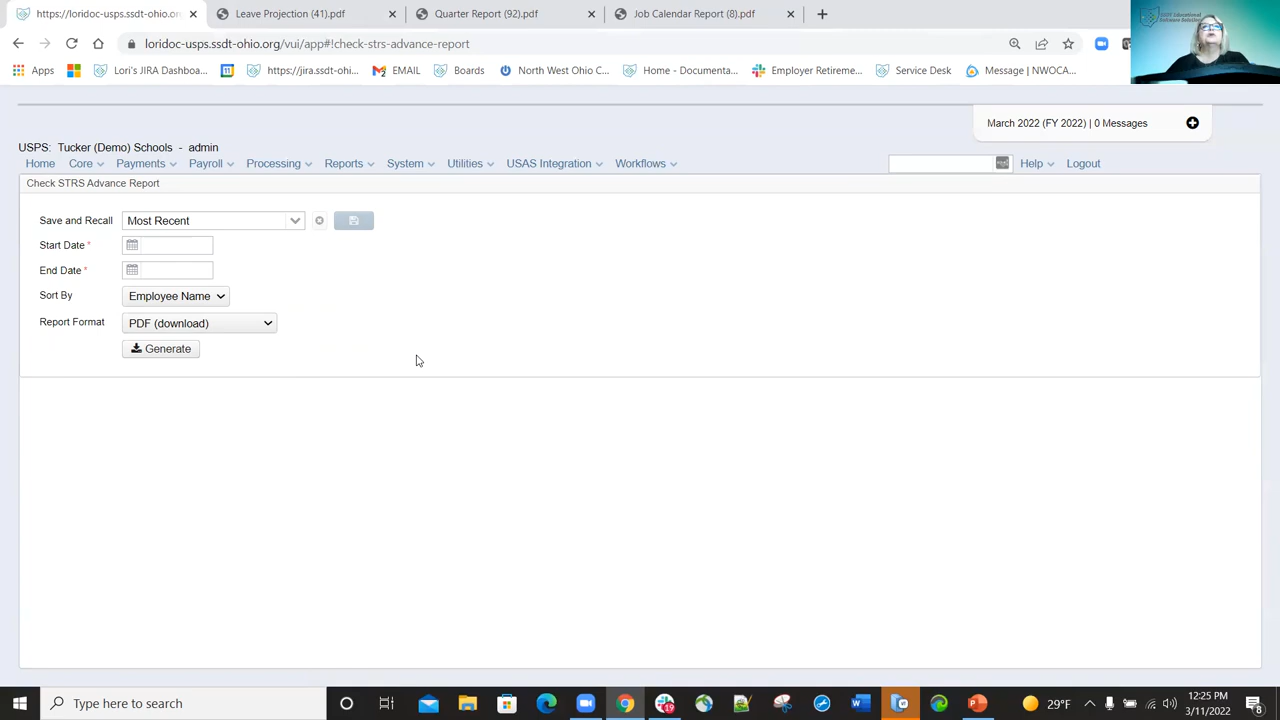 https://loridoc-usps.ssdt-ohio.or
Leave Projection (41).pdf
Quarter Report (92).pdf
Job Calendar Report (8).pdf
loridoc-usps.ssdt-ohio.org/vui/app#!check-strs-advance-report
Apps
Lori's JIRA Dashboa...
https://jira.ssdt-ohi...
EMAIL
Boards
North West Ohio C...
Home - Documenta...
Employer Retireme...
Service Desk
Message | NWOCA...
March 2022 (FY 2022) | 0 Messages
USPS: Tucker (Demo) Schools - admin
Home Core Payments Payroll Processing Reports System Utilities USAS Integration Workflows Help Logout
Check STRS Advance Report
Save and Recall Most Recent
Start Date *
End Date *
Sort By Employee Name
Report Format PDF (download)
Generate
Type here to search
19
29°F
12:25 PM
3/11/2022
8